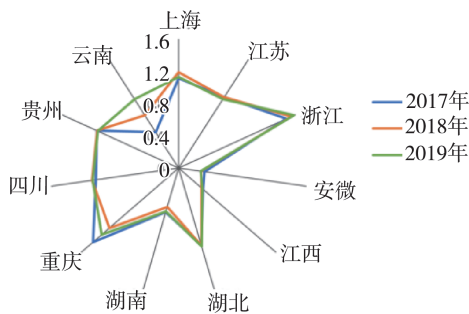 上海
1.6
江苏
云南
1.2
贵州
0.8
浙江
0.4
0
四川
安微
重庆
江西
湖南
湖北
2017年
2018年
2019年